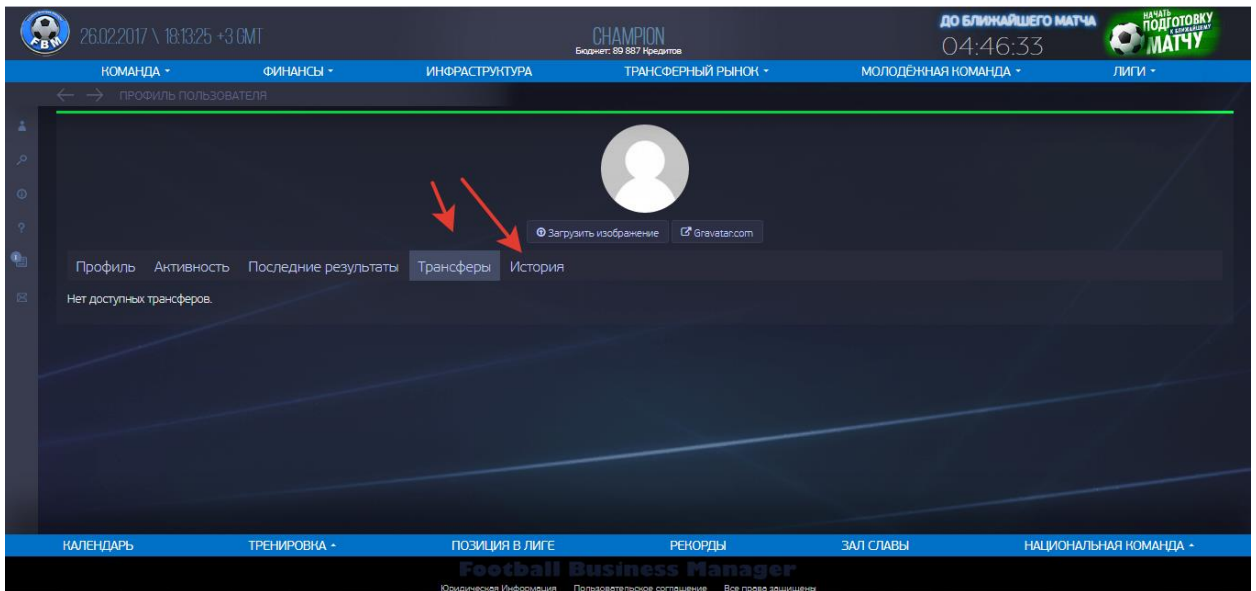 FBM
26.02.2017 \ 18:13:25 +3 GMT
CHAMPION
Бюджет: 89 887 Кредитов
ДО БЛИЖАЙШЕГО МАТЧА
04:46:33
НАЧАТЬ
ПОДГОТОВКУ
К БЛИЖАЙШЕМУ
МАТЧУ
КОМАНДА ФИНАНСЫ ИНФРАСТРУКТУРА ТРАНСФЕРНЫЙ РЫНОК МОЛОДЁЖНАЯ КОМАНДА ЛИГИ
← → ПРОФИЛЬ ПОЛЬЗОВАТЕЛЯ
Загрузить изображение Gravatar.com
Профиль Активность Последние результаты Трансферы История
Нет доступных трансферов.
КАЛЕНДАРЬ ТРЕНИРОВКА ПОЗИЦИЯ В ЛИГЕ РЕКОРДЫ ЗАЛ СЛАВЫ НАЦИОНАЛЬНАЯ КОМАНДА
Football Business Manager
Юридическая Информация Пользовательское соглашение Все права защищены